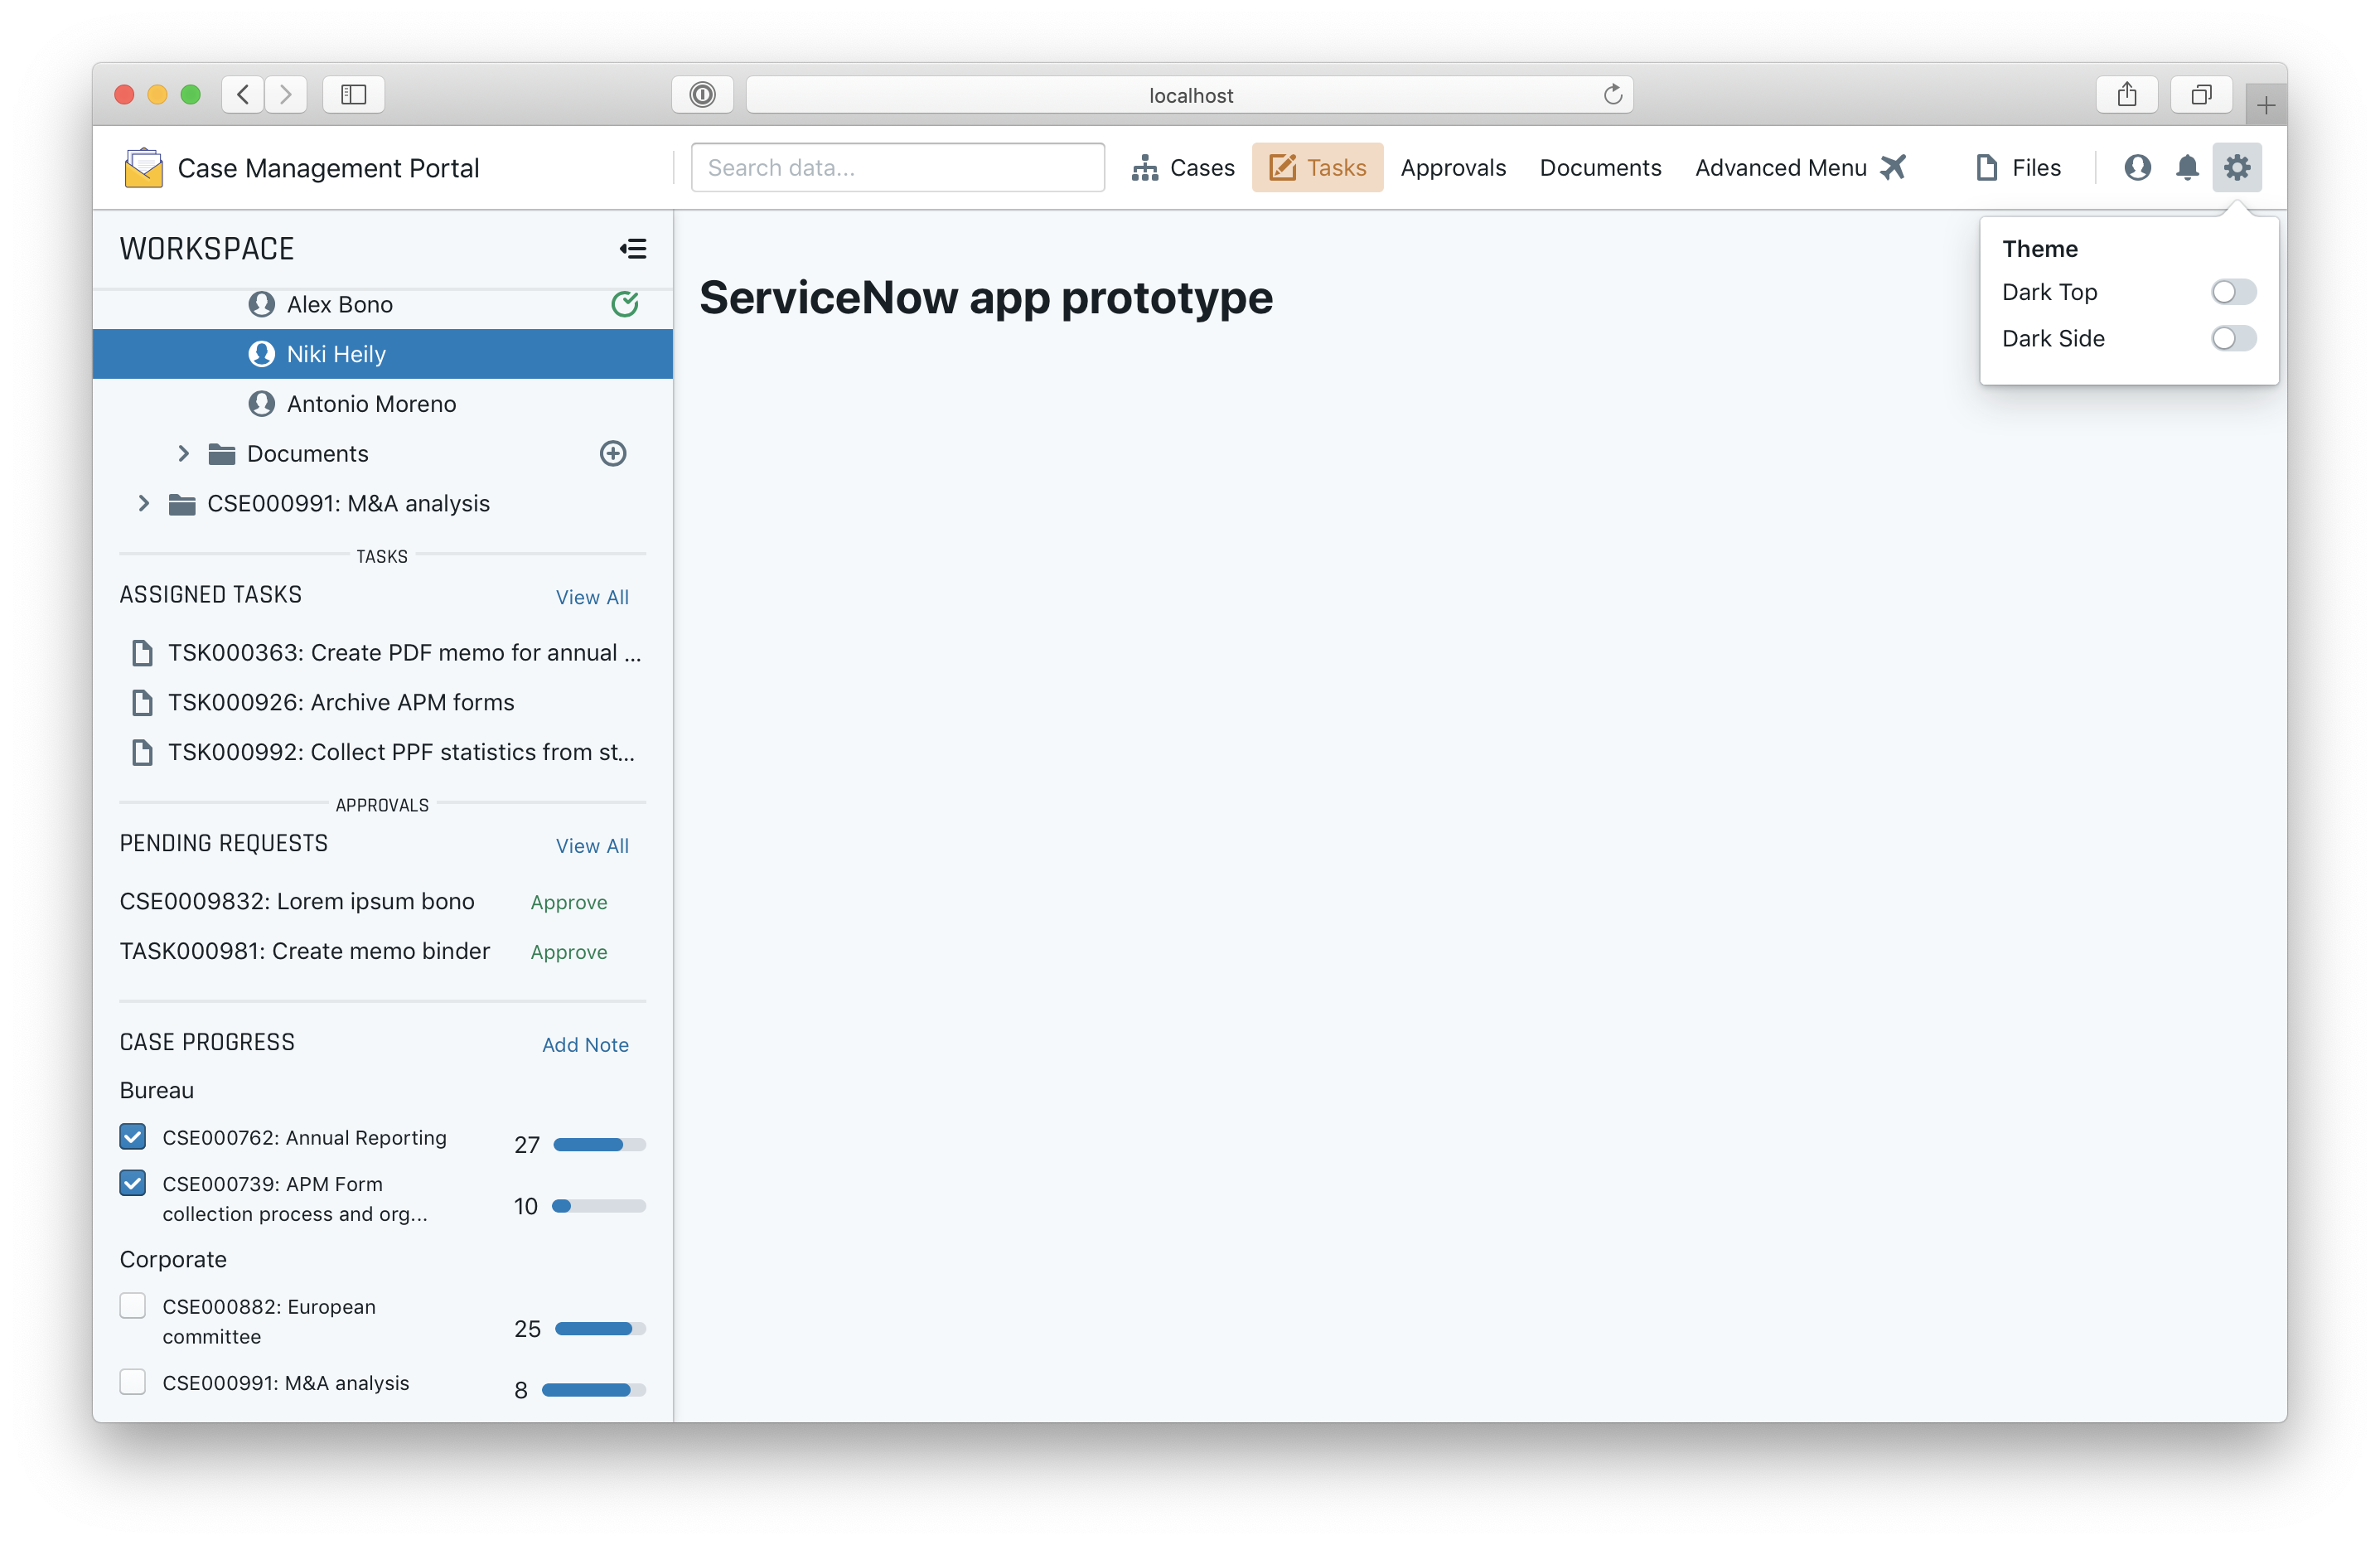 localhost
Case Management Portal
Search data...
Cases
Tasks
Approvals
Documents
Advanced Menu
Files
WORKSPACE
Alex Bono
Niki Heily
Antonio Moreno
Documents
CSE000991: M&A analysis
TASKS
ASSIGNED TASKS
View All
TSK000363: Create PDF memo for annual ...
TSK000926: Archive APM forms
TSK000992: Collect PPF statistics from st...
APPROVALS
PENDING REQUESTS
View All
CSE0009832: Lorem ipsum bono
Approve
TASK000981: Create memo binder
Approve
CASE PROGRESS
Add Note
Bureau
CSE000762: Annual Reporting
27
CSE000739: APM Form
collection process and org...
10
Corporate
CSE000882: European
committee
25
CSE000991: M&A analysis
8
ServiceNow app prototype
Theme
Dark Top
Dark Side